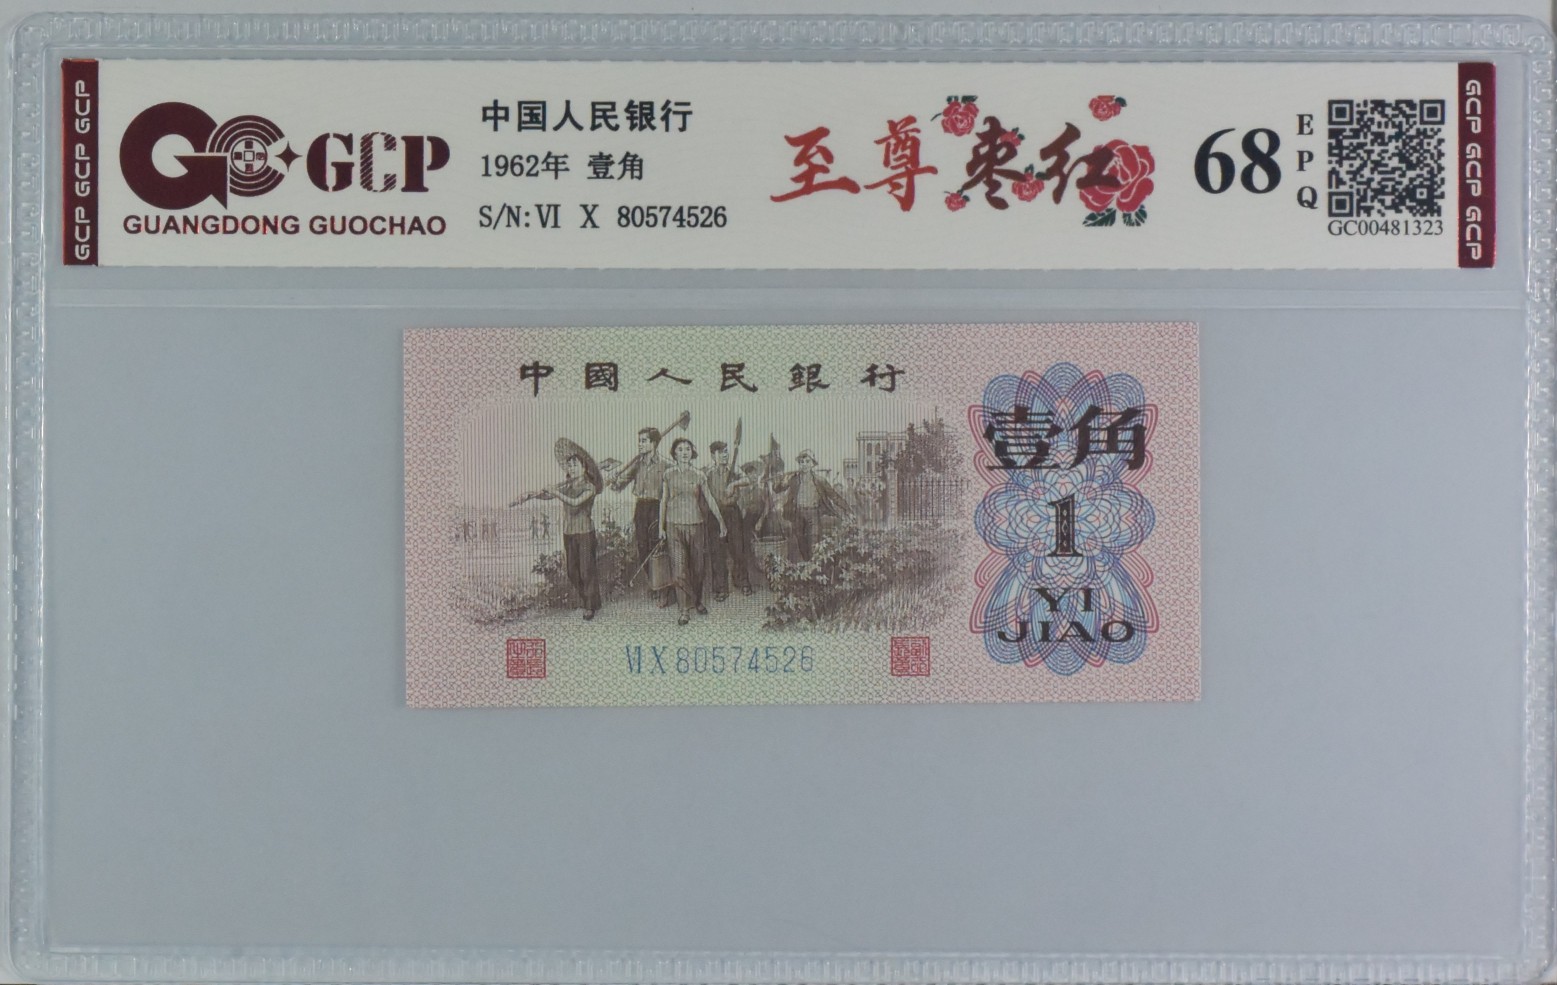 GCP GCP GCP
GCP
GUANGDONG GUOCHAO
中国人民银行
1962年 壹角
S/N: VI X 80574526
至尊枣红
68
EPQ
GC00481323
GCP GCP GCP
中國人民銀行
壹角
1
YI
JIAO
VI X 80574526